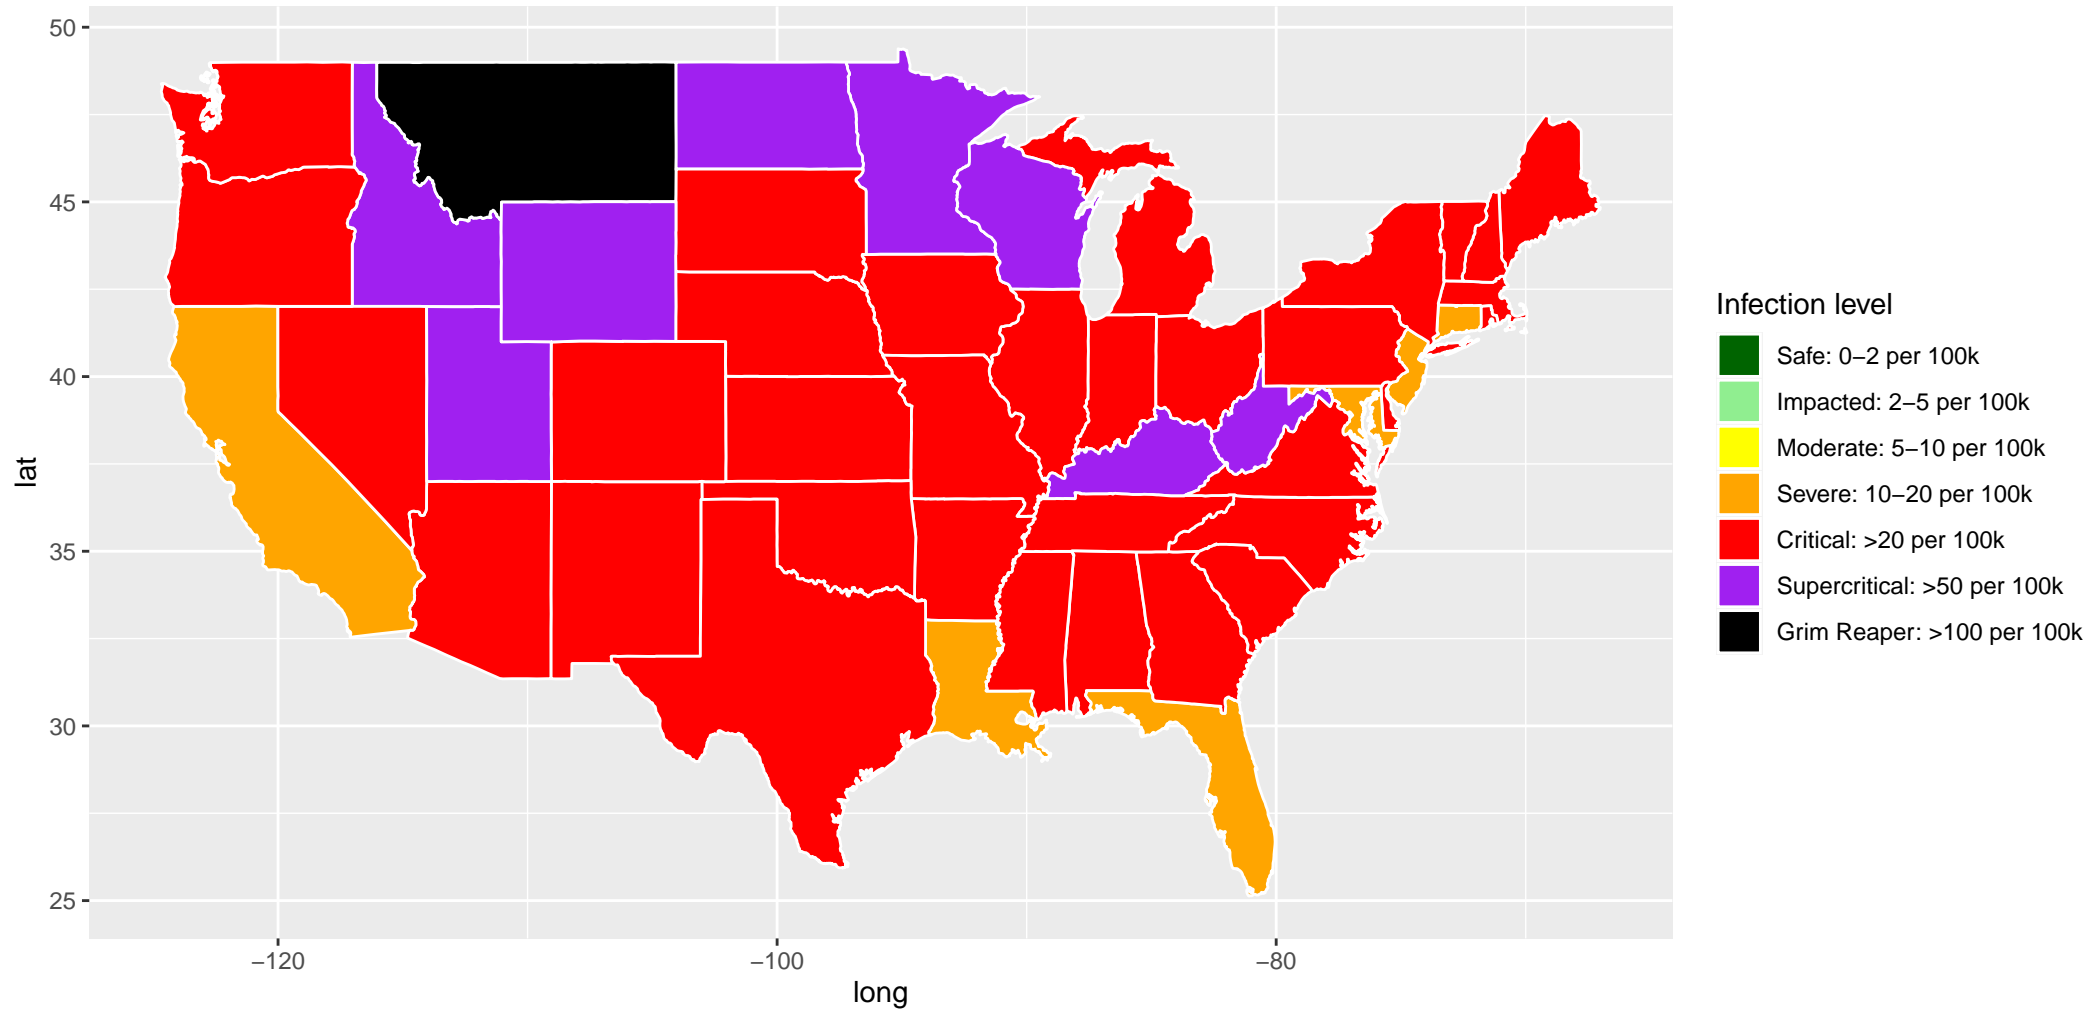 50
45
40
35
30
25
lat
−120
−100
−80
long
Infection level
Safe: 0−2 per 100k
Impacted: 2−5 per 100k
Moderate: 5−10 per 100k
Severe: 10−20 per 100k
Critical: >20 per 100k
Supercritical: >50 per 100k
Grim Reaper: >100 per 100k